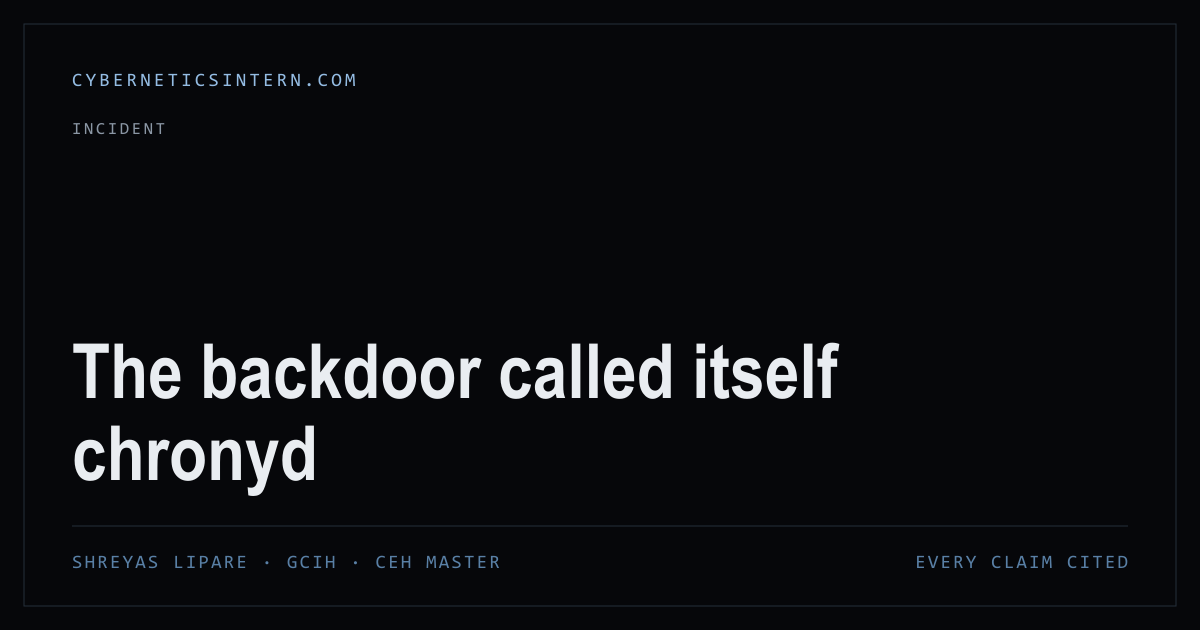 CYBERNETICSINTERN.COM
INCIDENT
The backdoor called itself
chronyd
SHREYAS LIPARE · GCIH · CEH MASTER
EVERY CLAIM CITED